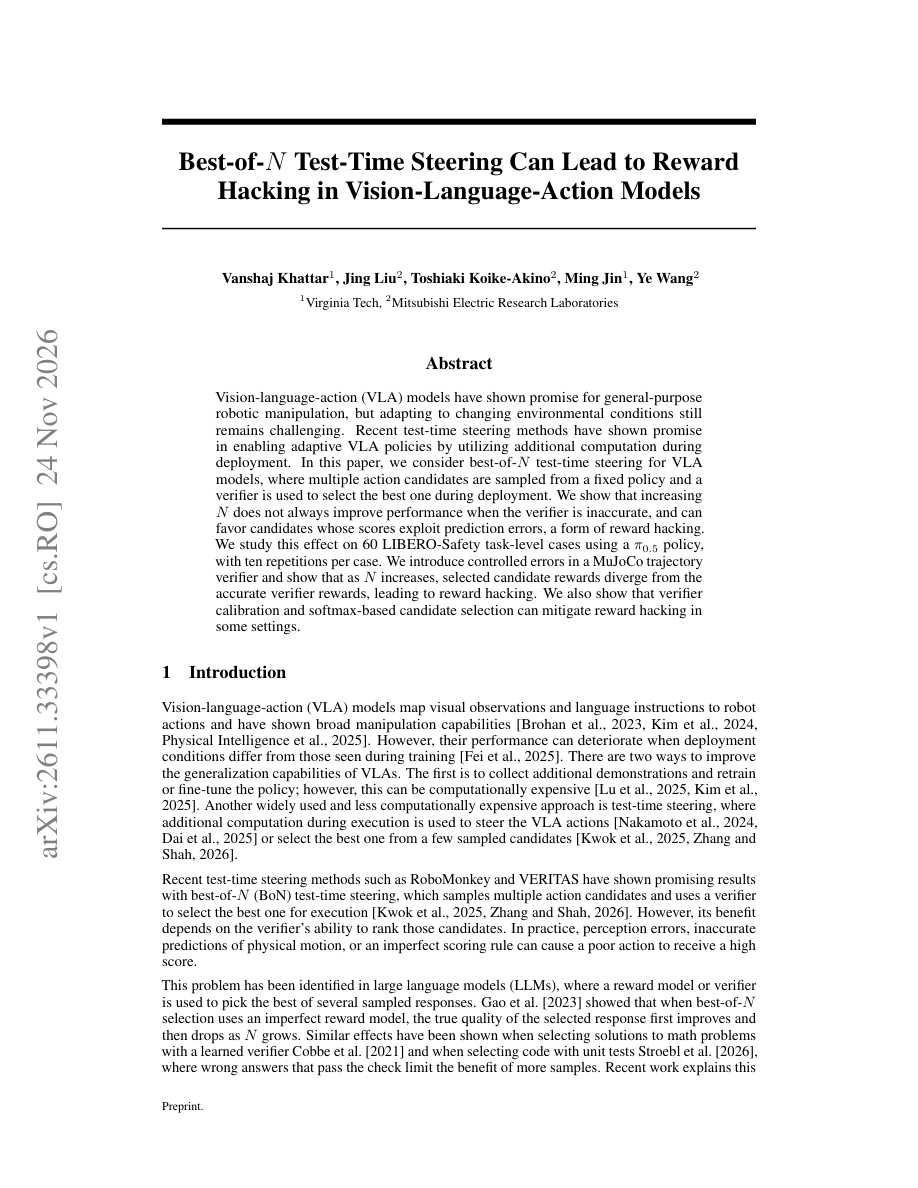 Best-of-N Test-Time Steering Can Lead to Reward
Hacking in Vision-Language-Action Models
Vanshaj Khattar1, Jing Liu2, Toshiaki Koike-Akino2, Ming Jin1, Ye Wang2
1Virginia Tech, 2Mitsubishi Electric Research Laboratories
Abstract
Vision-language-action (VLA) models have shown promise for general-purpose
robotic manipulation, but adapting to changing environmental conditions still
remains challenging. Recent test-time steering methods have shown promise
in enabling adaptive VLA policies by utilizing additional computation during
deployment. In this paper, we consider best-of-N test-time steering for VLA
models, where multiple action candidates are sampled from a fixed policy and a
verifier is used to select the best one during deployment. We show that increasing
N does not always improve performance when the verifier is inaccurate, and can
favor candidates whose scores exploit prediction errors, a form of reward hacking.
We study this effect on 60 LIBERO-Safety task-level cases using a π0.5 policy,
with ten repetitions per case. We introduce controlled errors in a MuJoCo trajectory
verifier and show that as N increases, selected candidate rewards diverge from the
accurate verifier rewards, leading to reward hacking. We also show that verifier
calibration and softmax-based candidate selection can mitigate reward hacking in
some settings.
1 Introduction
Vision-language-action (VLA) models map visual observations and language instructions to robot
actions and have shown broad manipulation capabilities [Brohan et al., 2023, Kim et al., 2024,
Physical Intelligence et al., 2025]. However, their performance can deteriorate when deployment
conditions differ from those seen during training [Fei et al., 2025]. There are two ways to improve
the generalization capabilities of VLAs. The first is to collect additional demonstrations and retrain
or fine-tune the policy; however, this can be computationally expensive [Lu et al., 2025, Kim et al.,
2025]. Another widely used and less computationally expensive approach is test-time steering, where
additional computation during execution is used to steer the VLA actions [Nakamoto et al., 2024,
Dai et al., 2025] or select the best one from a few sampled candidates [Kwok et al., 2025, Zhang and
Shah, 2026].
Recent test-time steering methods such as RoboMonkey and VERITAS have shown promising results
with best-of-N (BoN) test-time steering, which samples multiple action candidates and uses a verifier
to select the best one for execution [Kwok et al., 2025, Zhang and Shah, 2026]. However, its benefit
depends on the verifier's ability to rank those candidates. In practice, perception errors, inaccurate
predictions of physical motion, or an imperfect scoring rule can cause a poor action to receive a high
score.
This problem has been identified in large language models (LLMs), where a reward model or verifier
is used to pick the best of several sampled responses. Gao et al. [2023] showed that when best-of-N
selection uses an imperfect reward model, the true quality of the selected response first improves and
then drops as N grows. Similar effects have been shown when selecting solutions to math problems
with a learned verifier Cobbe et al. [2021] and when selecting code with unit tests Stroebl et al. [2026],
where wrong answers that pass the check limit the benefit of more samples. Recent work explains this
Preprint.
arXiv:2611.33398v1 [cs.RO] 24 Nov 2026